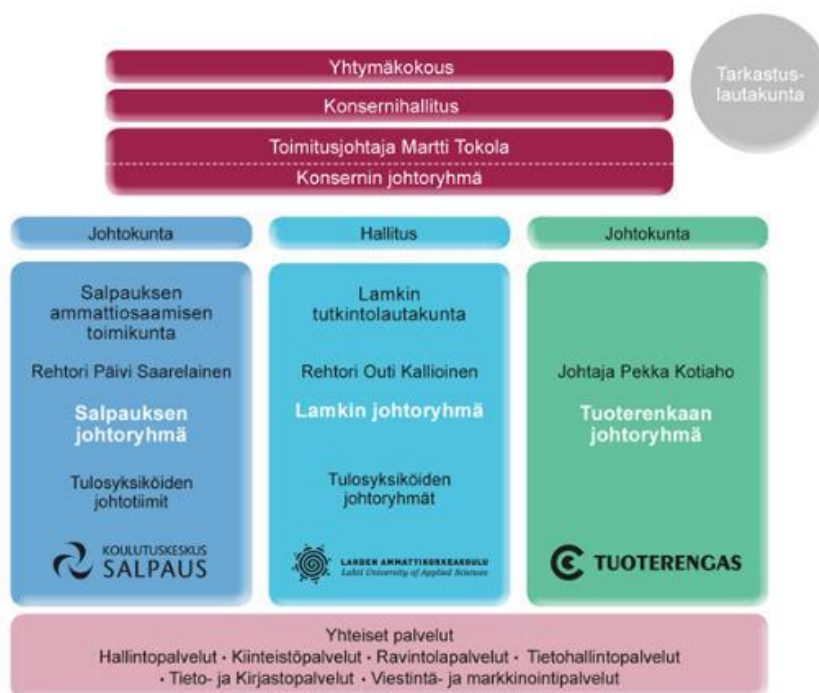 Yhtymäkokous
Tarkastus-
lautakunta
Konsernihallitus
Toimitusjohtaja Martti Tokola
Konsernin johtoryhmä
Johtokunta
Hallitus
Johtokunta
Salpauksen
ammattiosaamisen
toimikunta
Rehtori Päivi Saarelainen
Salpauksen
johtoryhmä
Tulosyksiköiden
johtotiimit
KOULUTUSKESKUS
SALPAUS
Lamkin
tutkintolautakunta
Rehtori Outi Kallioinen
Lamkin johtoryhmä
Tulosyksiköiden
johtoryhmät
LAHDEN AMMATTIKORKEAKOULU
Lahti University of Applied Sciences
Johtaja Pekka Kotiaho
Tuoterenkaan
johtoryhmä
TUOTERENGAS
Yhteiset palvelut
Hallintopalvelut • Kiinteistöpalvelut • Ravintolapalvelut • Tietohallintopalvelut
• Tieto- ja Kirjastopalvelut • Viestintä- ja markkinointipalvelut